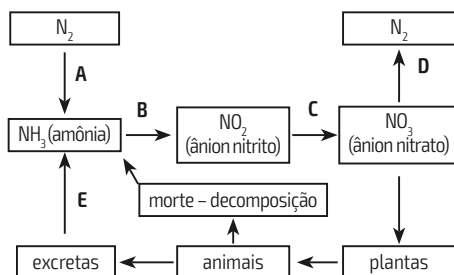 N₂
N₂
A
D
B
C
NH₃ (amônia)
NO₂
(ânion nitrito)
NO₃
(ânion nitrato)
E
morte – decomposição
excretas
animais
plantas